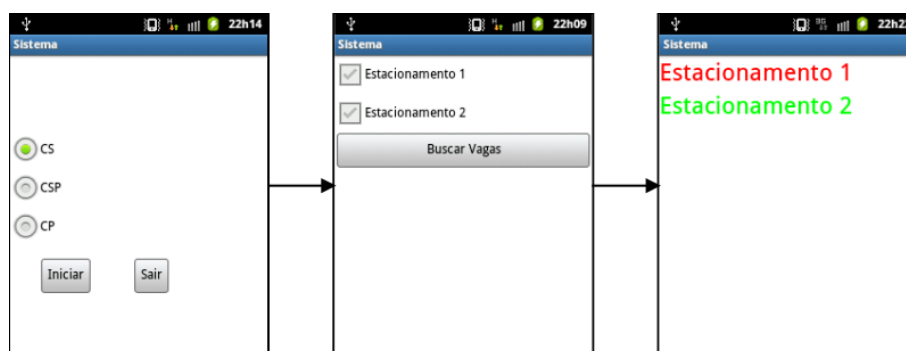 22h14
Sistema
CS
CSP
CP
Iniciar
Sair
22h09
Sistema
Estacionamento 1
Estacionamento 2
Buscar Vagas
3G
Sistema
Estacionamento 1
Estacionamento 2